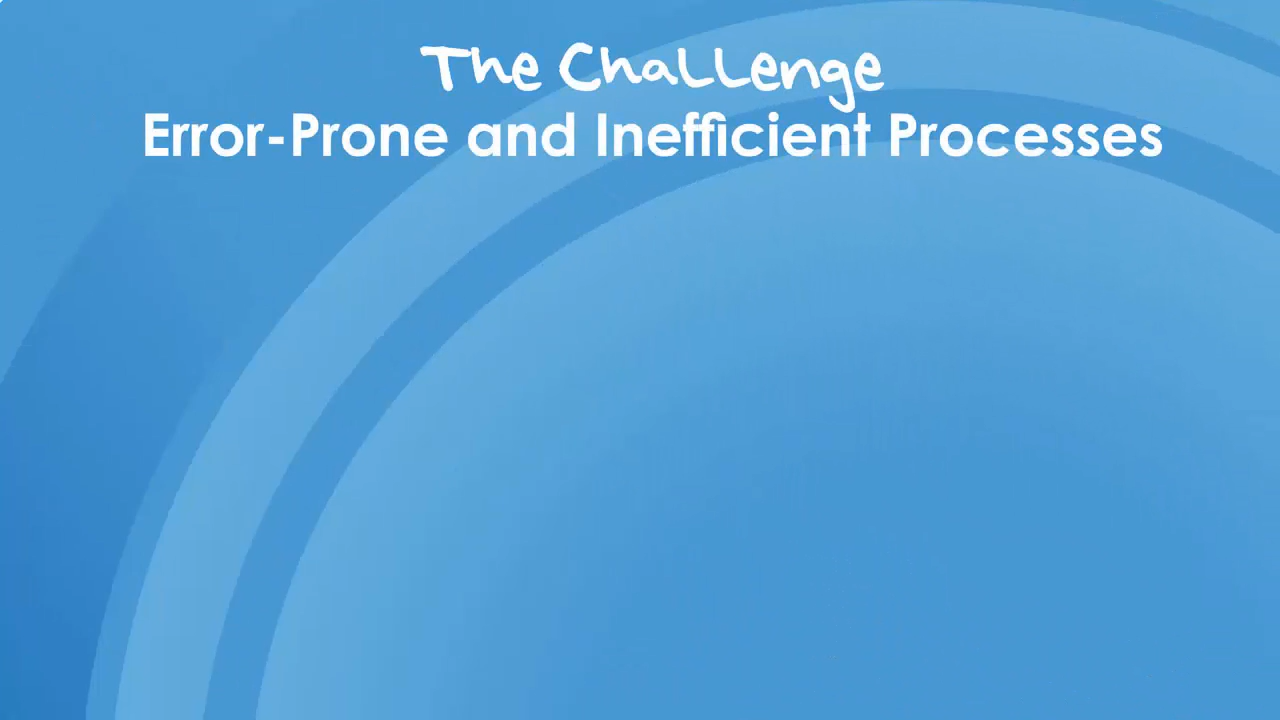 The Challenge
Error-Prone and Inefficient Processes